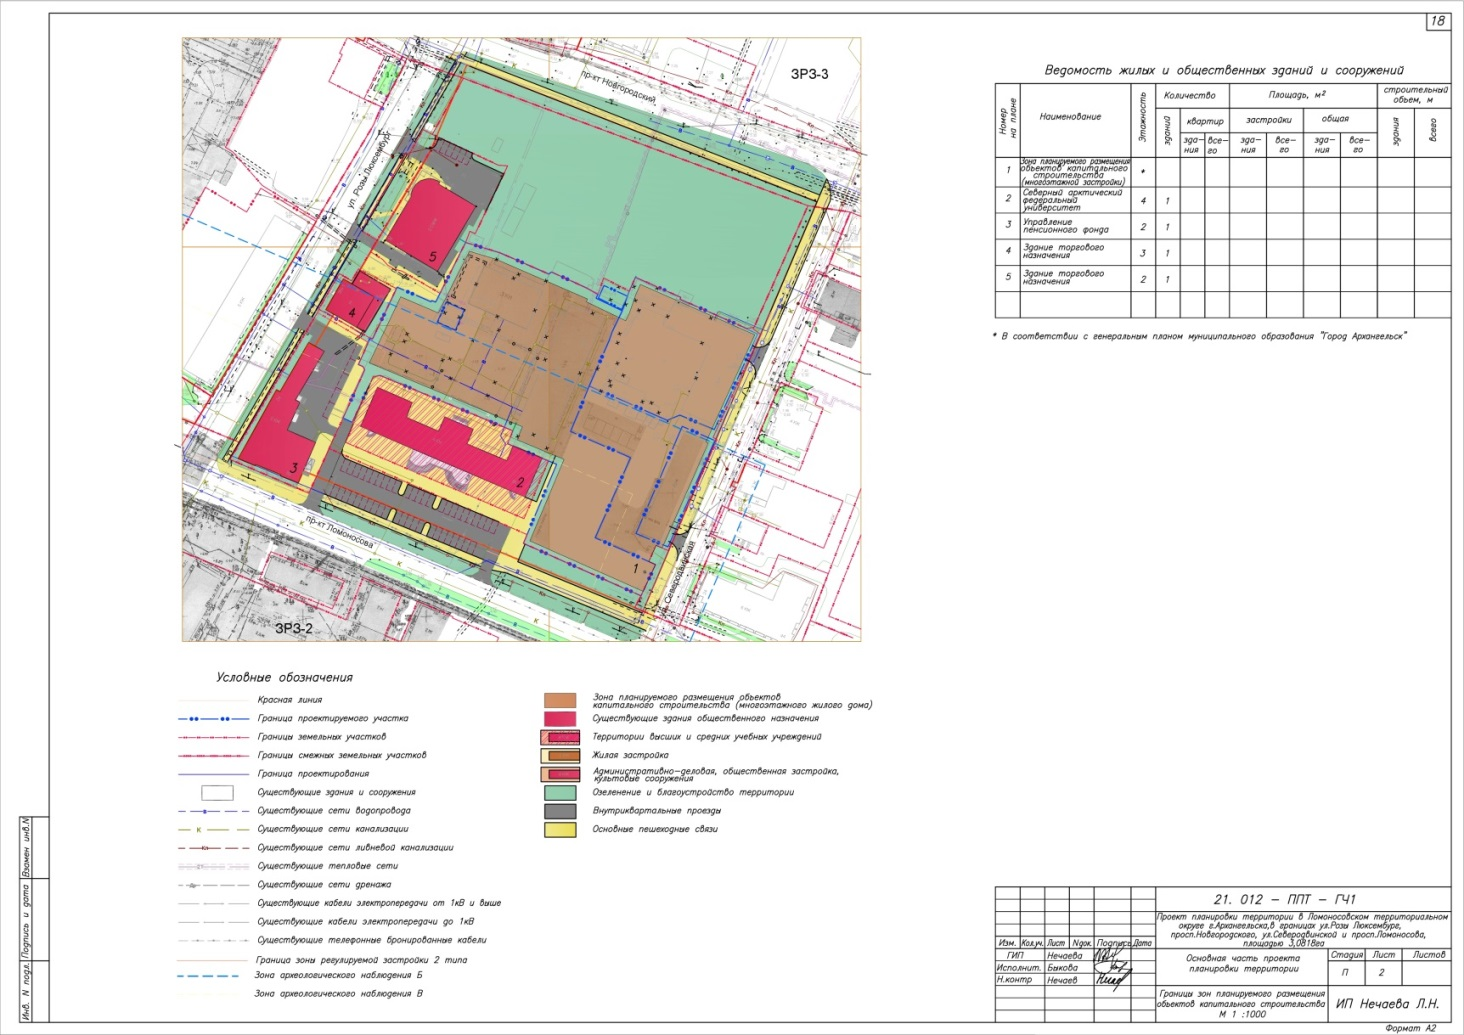 18
ЗРЗ-3
пр-кт Новгородский
ул. Розы Люксембург
5
4
3
2
1
пр-кт Ломоносова
Северодвинская
ЗРЗ-2
Ведомость жилых и общественных зданий и сооружений
Номер на плане
Наименование
Этажность
Количество
Площадь, м²
строительный обьем, м
зданий
квартир
застройки
общая
здания
всего
зда-ния
все-го
зда-ния
все-го
зда-ния
все-го
1 Зона планируемого размещения объектов капитального строительства (многоэтажной застройки) *
2 Северный арктический федеральный университет 4 1
3 Управление пенсионного фонда 2 1
4 Здание торгового назначения 3 1
5 Здание торгового назначения 2 1
* В соответствии с генеральным планом муниципального образования "Город Архангельск"
Условные обозначения
Красная линия
Граница проектируемого участка
Границы земельных участков
Границы смежных земельных участков
Граница проектирования
Существующие здания и сооружения
Существующие сети водопровода
Существующие сети канализации
Существующие сети ливневой канализации
Существующие тепловые сети
Существующие сети дренажа
Существующие кабели электропередачи от 1кВ и выше
Существующие кабели электропередачи до 1кВ
Существующие телефонные бронированные кабели
Граница зоны регулируемой застройки 2 типа
Зона археологического наблюдения Б
Зона археологического наблюдения В
Зона планируемого размещения объектов
капитального строительства (многоэтажного жилого дома)
Существующие здания общественного назначения
Территории высших и средних учебных учреждений
Жилая застройка
Административно-деловая, общественная застройка,
культовые сооружения
Озеленение и благоустройство территории
Внутриквартальные проезды
Основные пешеходные связи
Взамен инв.N
Подпись и дата
Инв. N подл.
21. 012 - ППТ - ГЧ1
Проект планировки территории в Ломоносовском территориальном
округе г.Архангельска,в границах ул.Розы Люксембург,
просп.Новгородского, ул.Северодвинской и просп.Ломоносова,
площадью 3,0818га
Изм. Кол.уч. Лист Nдок. Подпись Дата
ГИП Нечаева
Исполнит. Быкова
Н.контр Нечаев
Основная часть проекта
планировки территории
Стадия Лист Листов
П 2
Границы зон планируемого размещения
объектов капитального строительства
М 1 :1000
ИП Нечаева Л.Н.
Формат А2